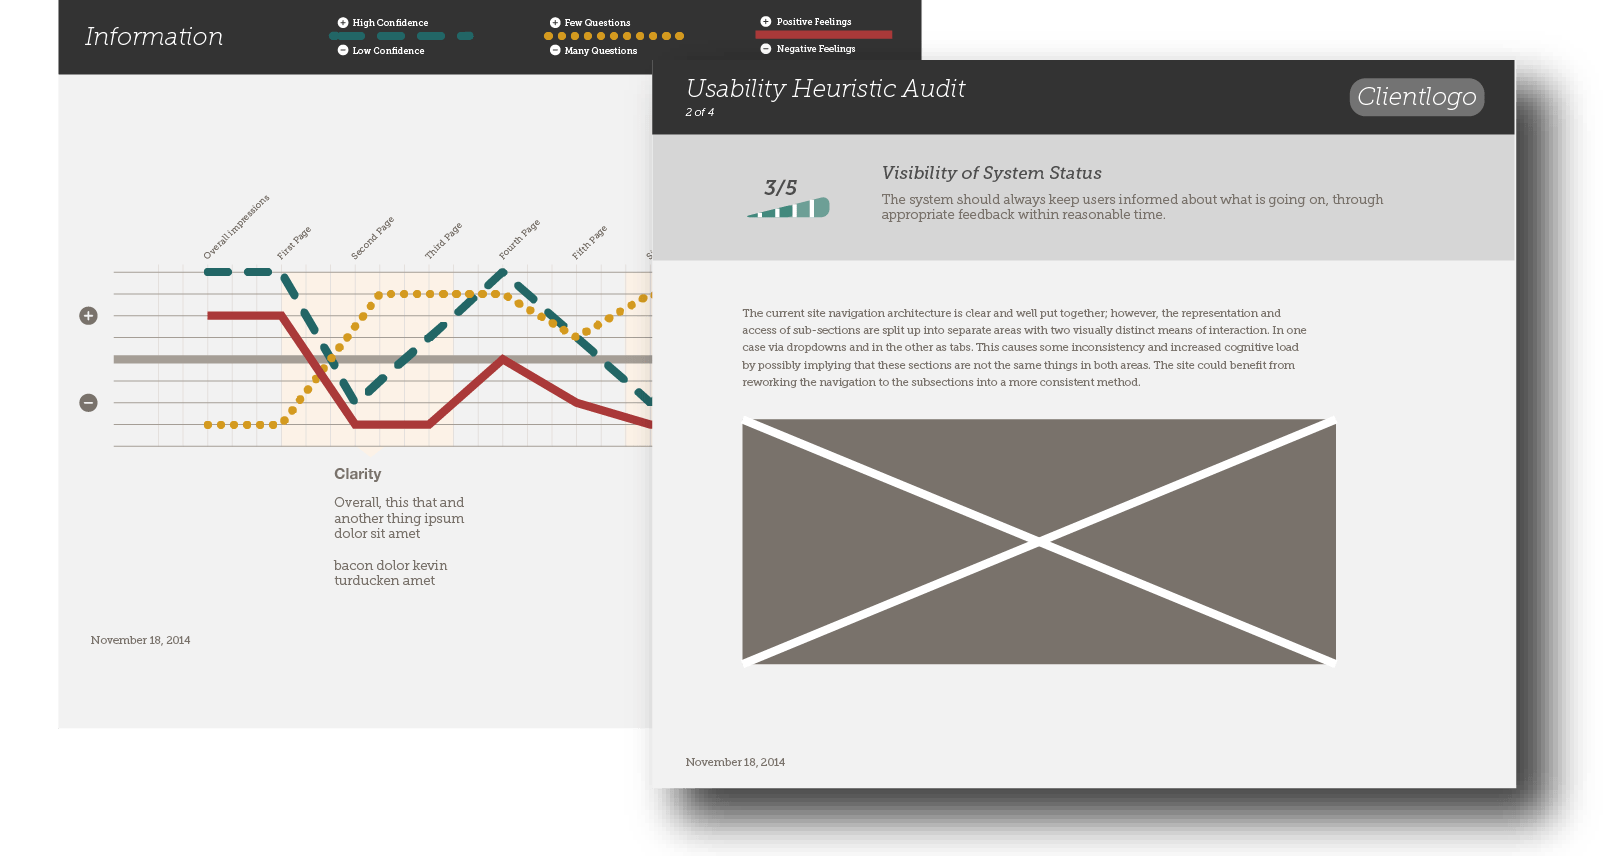 Information
High Confidence
Low Confidence
Few Questions
Many Questions
Positive Feelings
Negative Feelings
Overall impressions
First Page
Second Page
Third Page
Fourth Page
Fifth Page
Clarity
Overall, this that and
another thing ipsum
dolor sit amet
bacon dolor kevin
turducken amet
November 18, 2014
Usability Heuristic Audit
2 of 4
Clientlogo
3/5
Visibility of System Status
The system should always keep users informed about what is going on, through
appropriate feedback within reasonable time.
The current site navigation architecture is clear and well put together; however, the representation and
access of sub-sections are split up into separate areas with two visually distinct means of interaction. In one
case via dropdowns and in the other as tabs. This causes some inconsistency and increased cognitive load
by possibly implying that these sections are not the same things in both areas. The site could benefit from
reworking the navigation to the subsections into a more consistent method.
November 18, 2014